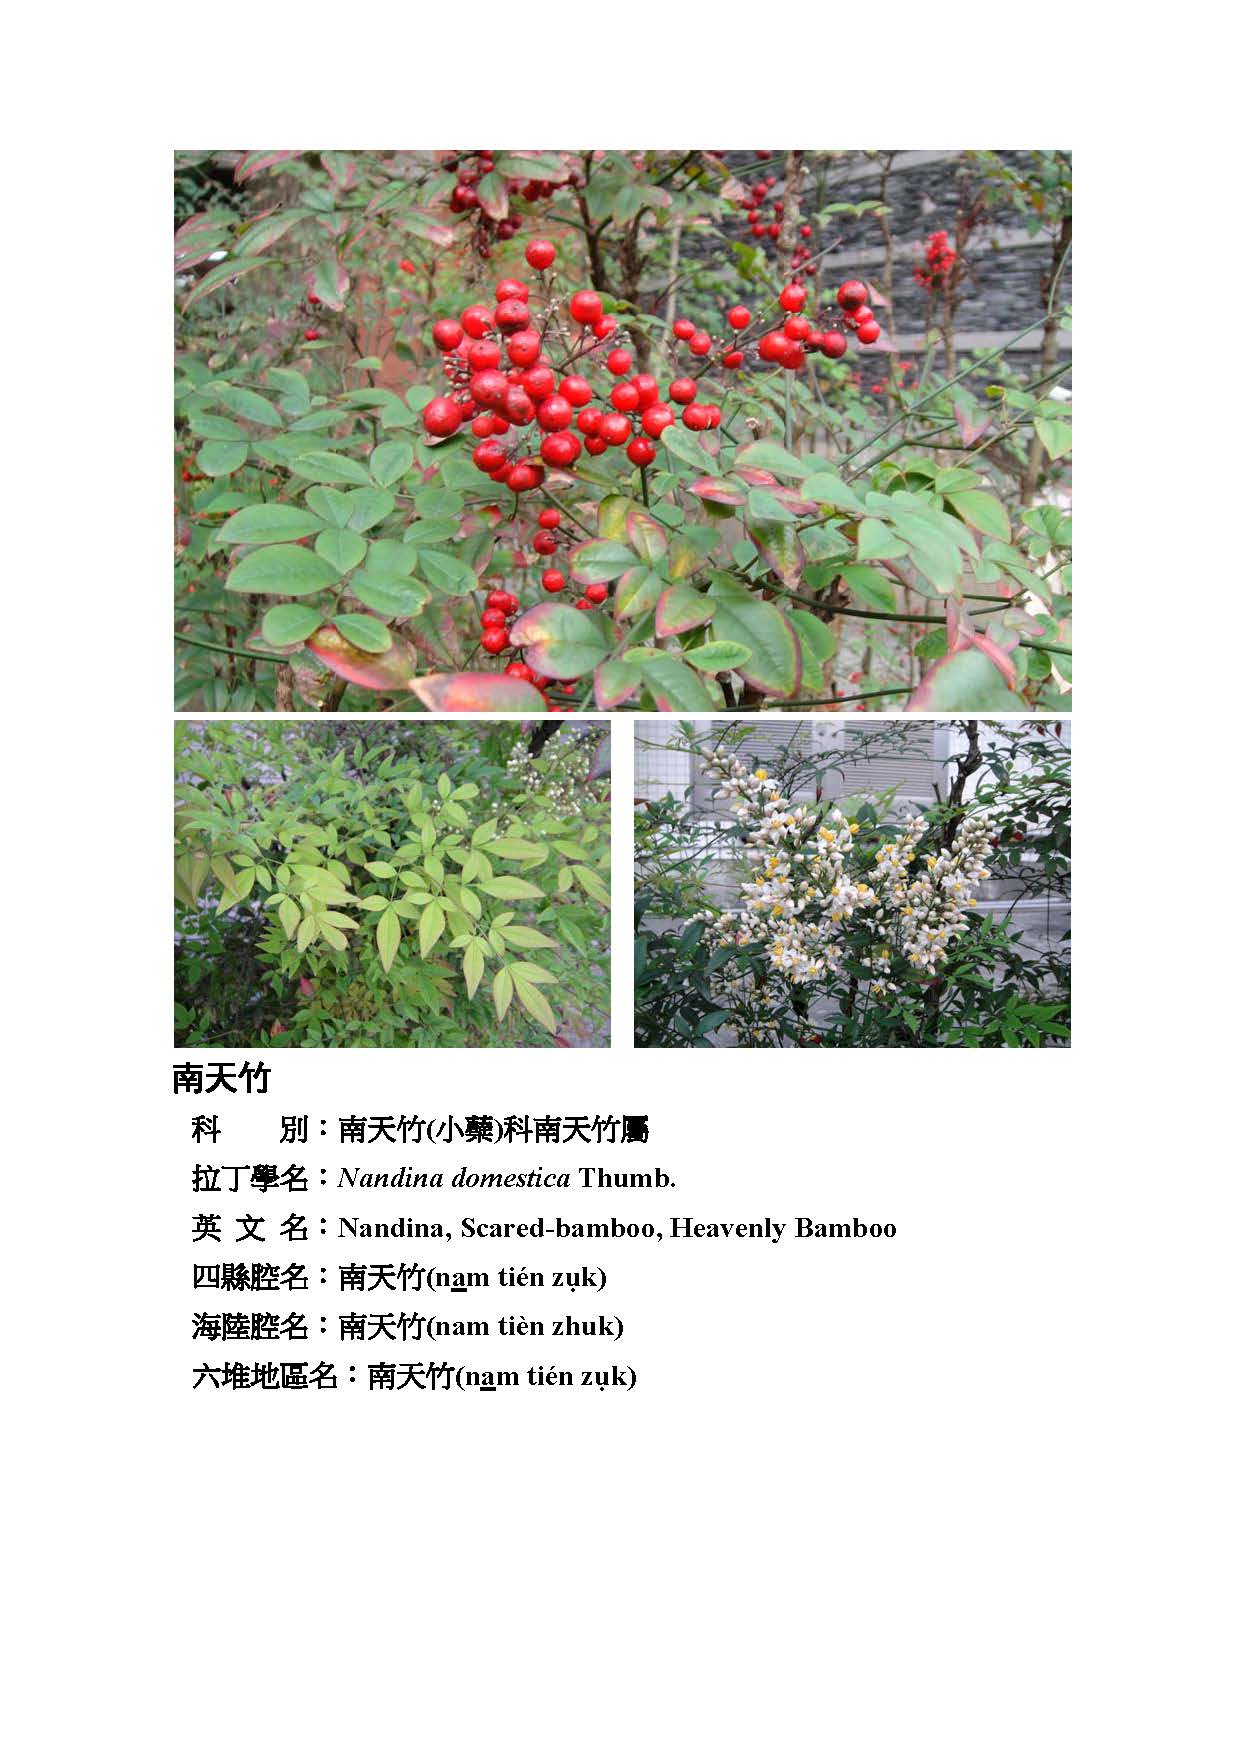 南天竹
科　　別：南天竹(小蘗)科南天竹屬
拉丁學名：Nandina domestica Thumb.
英 文 名：Nandina, Scared-bamboo, Heavenly Bamboo
四縣腔名：南天竹(na̲m tién zụk)
海陸腔名：南天竹(nam tièn zhuk)
六堆地區名：南天竹(na̲m tién zụk)